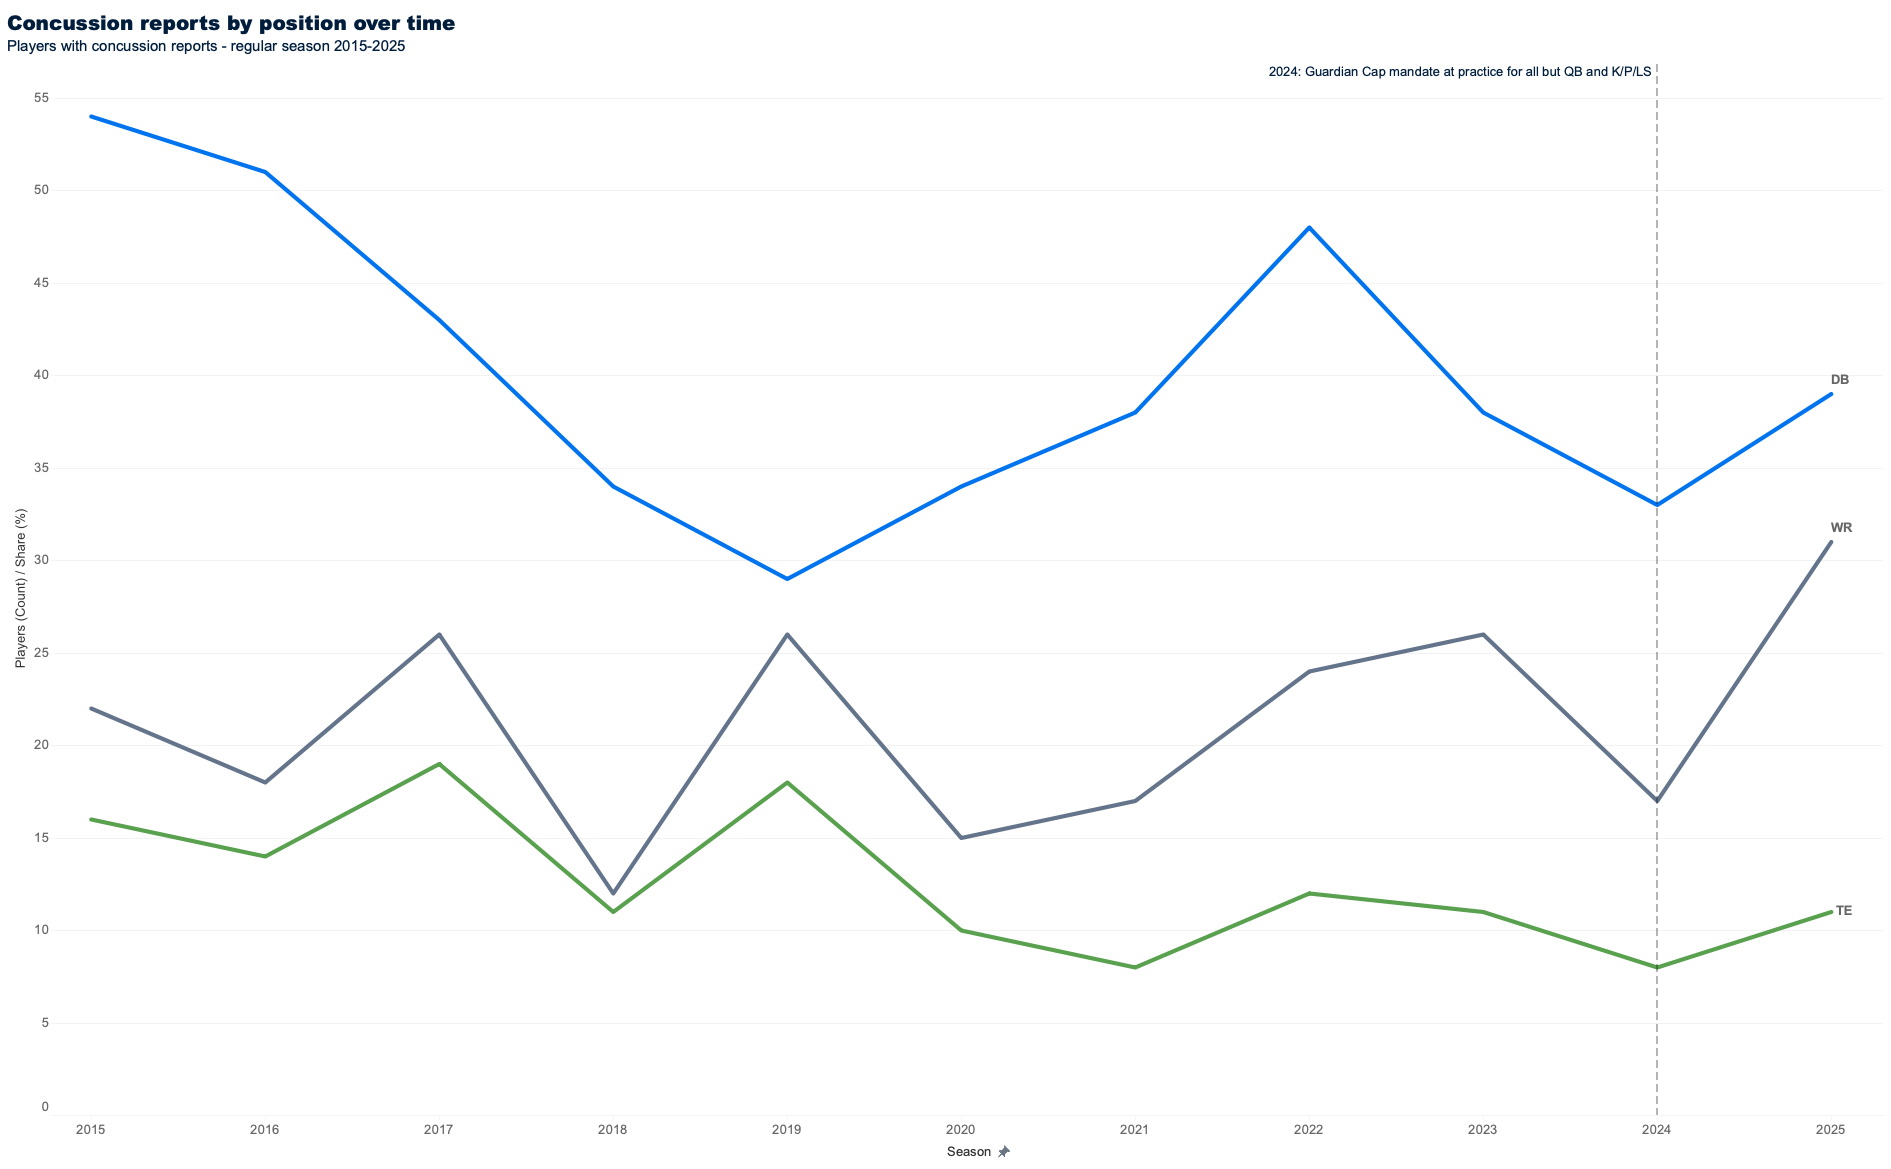 Concussion reports by position over time
Players with concussion reports - regular season 2015-2025
2024: Guardian Cap mandate at practice for all but QB and K/P/LS
55
50
45
40
35
30
25
20
15
10
5
0
Players (Count) / Share (%)
DB
WR
TE
2015 2016 2017 2018 2019 2020 2021 2022 2023 2024 2025
Season